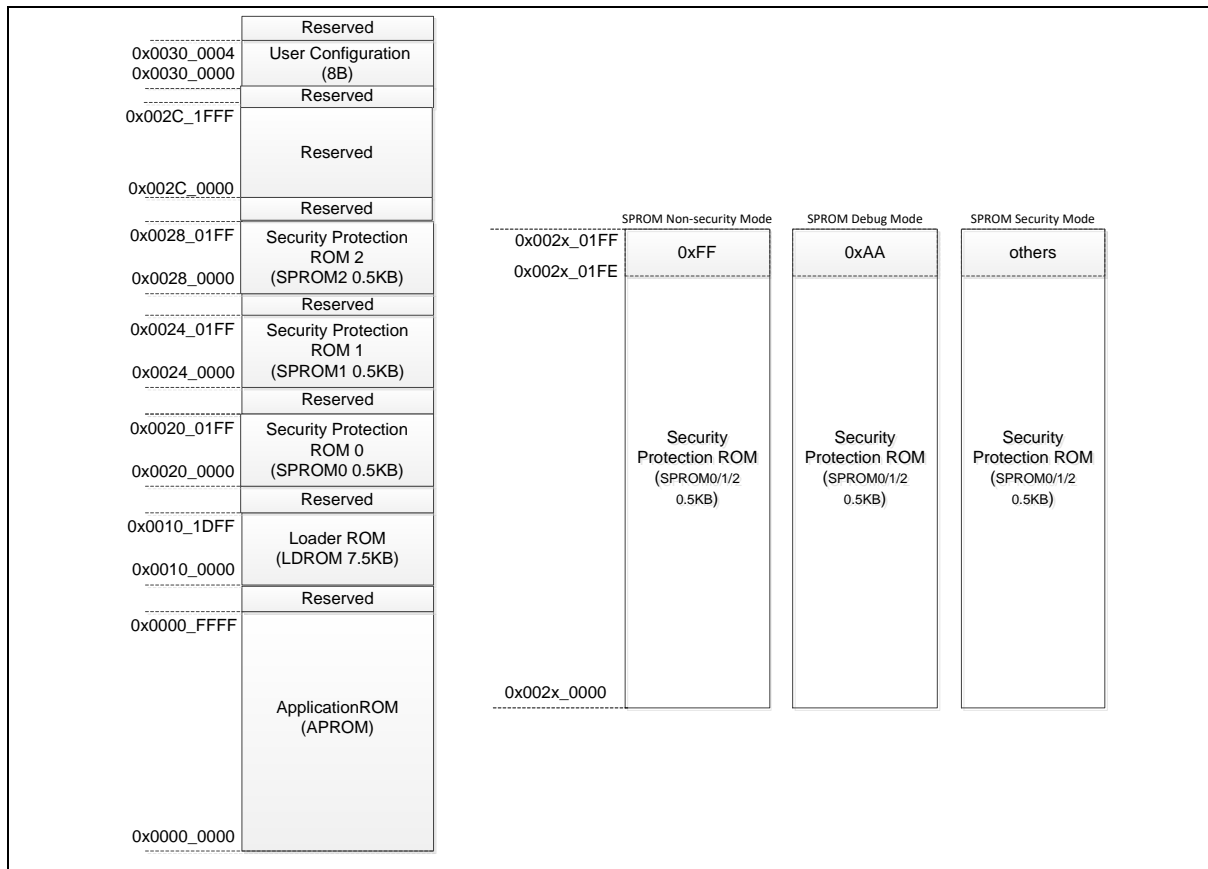 Reserved
0x0030_0004
0x0030_0000
User Configuration
(8B)
Reserved
0x002C_1FFF
Reserved
0x002C_0000
Reserved
0x0028_01FF
Security Protection
ROM 2
(SPROM2 0.5KB)
0x0028_0000
Reserved
0x0024_01FF
Security Protection
ROM 1
(SPROM1 0.5KB)
0x0024_0000
Reserved
0x0020_01FF
Security Protection
ROM 0
(SPROM0 0.5KB)
0x0020_0000
Reserved
0x0010_1DFF
Loader ROM
(LDROM 7.5KB)
0x0010_0000
Reserved
0x0000_FFFF
ApplicationROM
(APROM)
0x0000_0000
SPROM Non-security Mode
SPROM Debug Mode
SPROM Security Mode
0x002x_01FF
0xFF
0xAA
others
0x002x_01FE
Security
Protection ROM
(SPROM0/1/2
0.5KB)
Security
Protection ROM
(SPROM0/1/2
0.5KB)
Security
Protection ROM
(SPROM0/1/2
0.5KB)
0x002x_0000